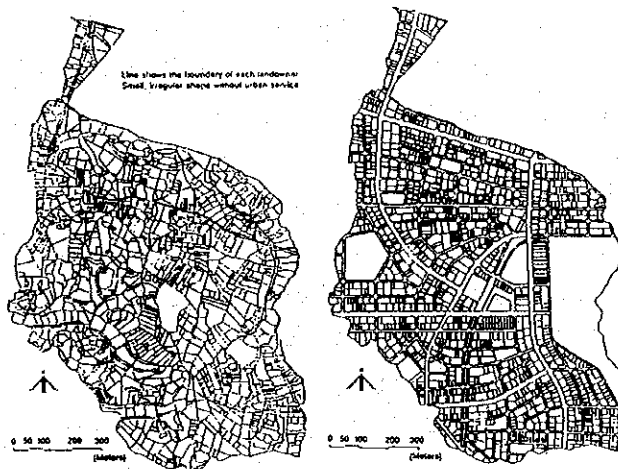 Line shows the boundary of each landowner
Small, irregular shape without urban service
0 50 100 200 300
(Meters)
0 50 100 200 300
(Meters)